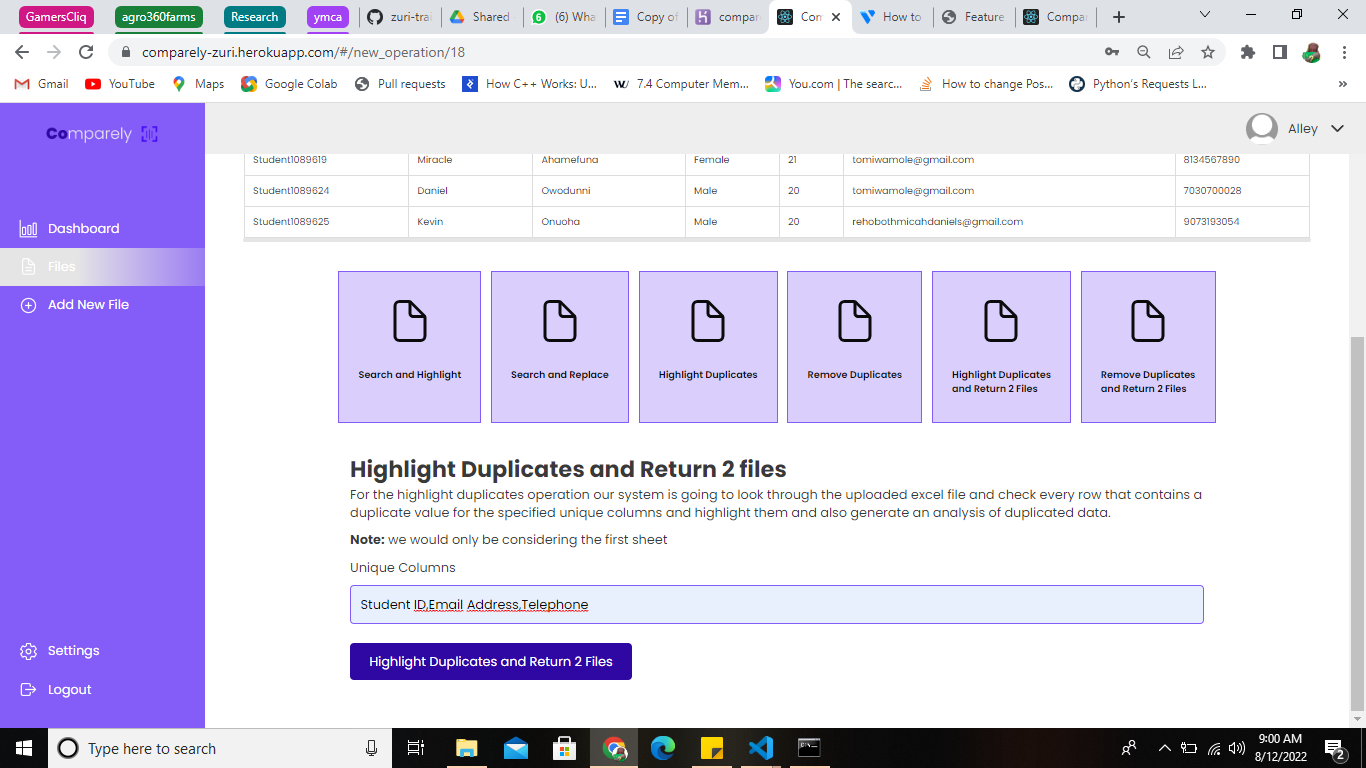 GamersCliq agro360farms Research ymca zuri-trai Shared (6) Wha Copy of compar Com How to Feature Compa
comparely-zuri.herokuapp.com/#/new_operation/18
Gmail YouTube Maps Google Colab Pull requests How C++ Works: U... 7.4 Computer Mem... You.com | The searc... How to change Pos... Python's Requests L...
Comparely
Alley
Student1089619 Miracle Ahamefuna Female 21 tomiwamole@gmail.com 8134567890
Student1089624 Daniel Owodunni Male 20 tomiwamole@gmail.com 7030700028
Student1089625 Kevin Onuoha Male 20 rehobothmicahdaniels@gmail.com 9073193054
Dashboard
Files
Add New File
Search and Highlight
Search and Replace
Highlight Duplicates
Remove Duplicates
Highlight Duplicates
and Return 2 Files
Remove Duplicates
and Return 2 Files
Highlight Duplicates and Return 2 files
For the highlight duplicates operation our system is going to look through the uploaded excel file and check every row that contains a
duplicate value for the specified unique columns and highlight them and also generate an analysis of duplicated data.
Note: we would only be considering the first sheet
Unique Columns
Student ID,Email Address,Telephone
Highlight Duplicates and Return 2 Files
Settings
Logout
Type here to search
9:00 AM
8/12/2022
2